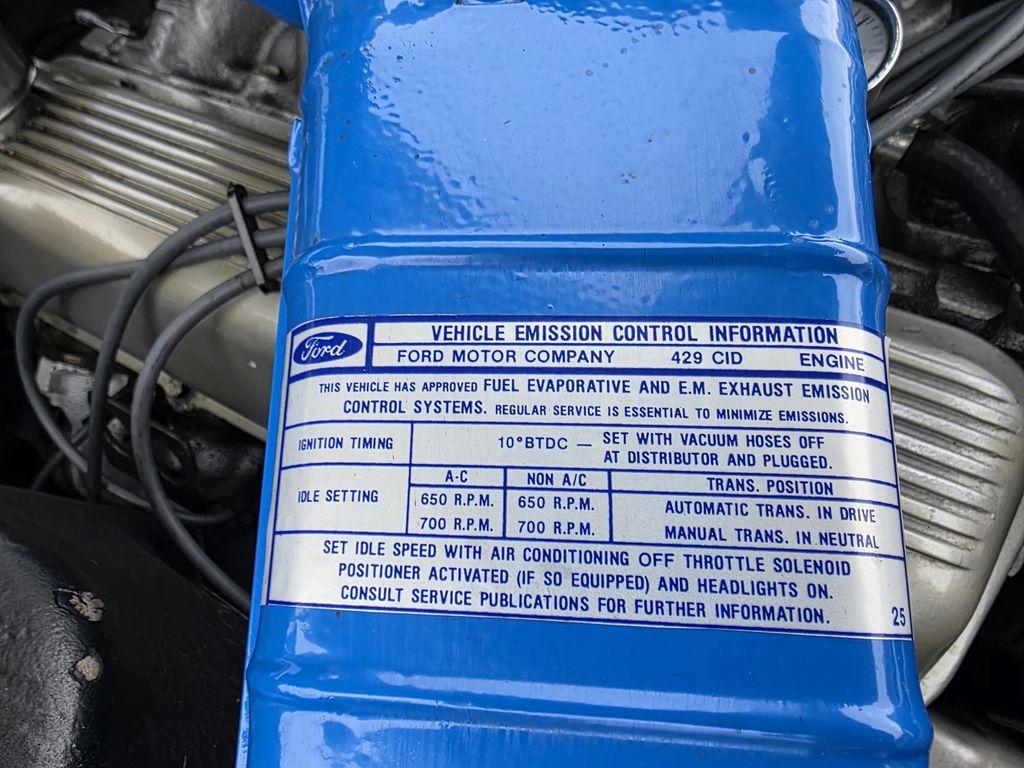 Ford
VEHICLE EMISSION CONTROL INFORMATION
FORD MOTOR COMPANY 429 CID ENGINE
THIS VEHICLE HAS APPROVED FUEL EVAPORATIVE AND E.M. EXHAUST EMISSION
CONTROL SYSTEMS. REGULAR SERVICE IS ESSENTIAL TO MINIMIZE EMISSIONS.
IGNITION TIMING 10°BTDC — SET WITH VACUUM HOSES OFF
AT DISTRIBUTOR AND PLUGGED.
IDLE SETTING
A-C NON A/C TRANS. POSITION
650 R.P.M. 650 R.P.M. AUTOMATIC TRANS. IN DRIVE
700 R.P.M. 700 R.P.M. MANUAL TRANS. IN NEUTRAL
SET IDLE SPEED WITH AIR CONDITIONING OFF THROTTLE SOLENOID
POSITIONER ACTIVATED (IF SO EQUIPPED) AND HEADLIGHTS ON.
CONSULT SERVICE PUBLICATIONS FOR FURTHER INFORMATION. 25